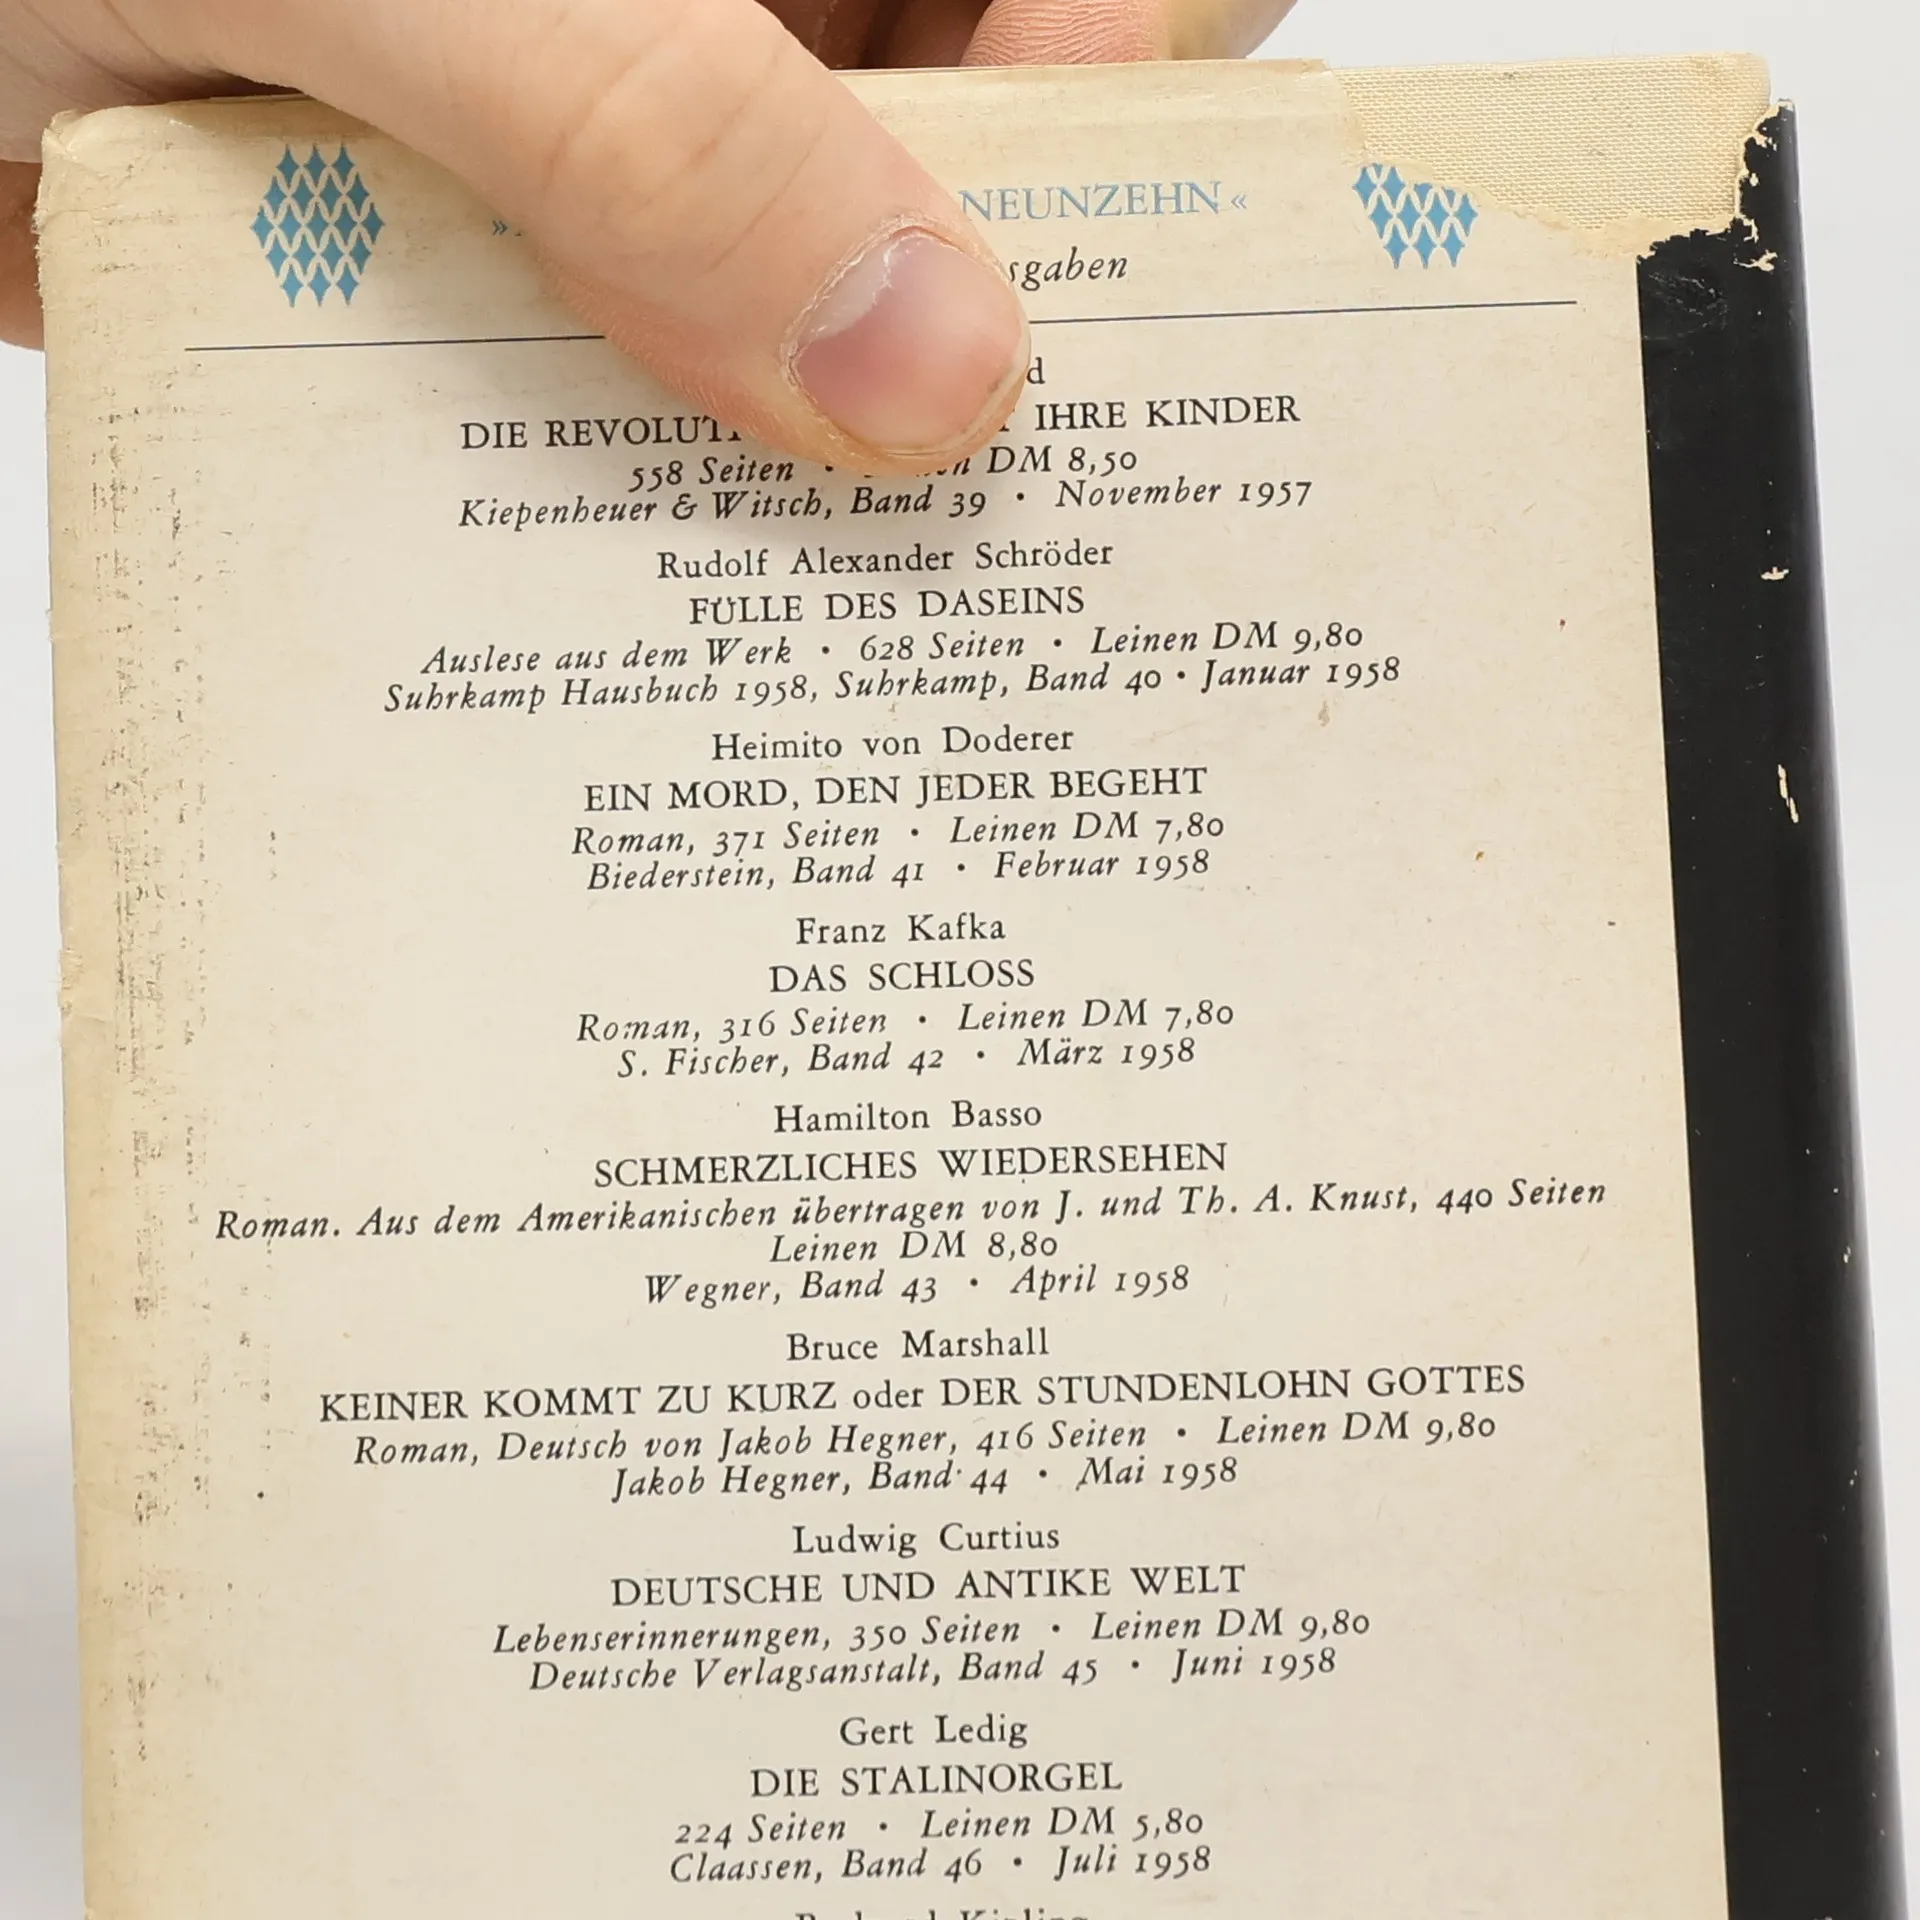 » NEUNZEHN «
sgaben
d
DIE REVOLUTI IHRE KINDER
558 Seiten • DM 8,50
Kiepenheuer & Witsch, Band 39 • November 1957
Rudolf Alexander Schröder
FÜLLE DES DASEINS
Auslese aus dem Werk • 628 Seiten • Leinen DM 9,80
Suhrkamp Hausbuch 1958, Suhrkamp, Band 40 • Januar 1958
Heimito von Doderer
EIN MORD, DEN JEDER BEGEHT
Roman, 371 Seiten • Leinen DM 7,80
Biederstein, Band 41 • Februar 1958
Franz Kafka
DAS SCHLOSS
Roman, 316 Seiten • Leinen DM 7,80
S. Fischer, Band 42 • März 1958
Hamilton Basso
SCHMERZLICHES WIEDERSEHEN
Roman. Aus dem Amerikanischen übertragen von J. und Th. A. Knust, 440 Seiten
Leinen DM 8,80
Wegner, Band 43 • April 1958
Bruce Marshall
KEINER KOMMT ZU KURZ oder DER STUNDENLOHN GOTTES
Roman, Deutsch von Jakob Hegner, 416 Seiten • Leinen DM 9,80
Jakob Hegner, Band 44 • Mai 1958
Ludwig Curtius
DEUTSCHE UND ANTIKE WELT
Lebenserinnerungen, 350 Seiten • Leinen DM 9,80
Deutsche Verlagsanstalt, Band 45 • Juni 1958
Gert Ledig
DIE STALINORGEL
224 Seiten • Leinen DM 5,80
Claassen, Band 46 • Juli 1958